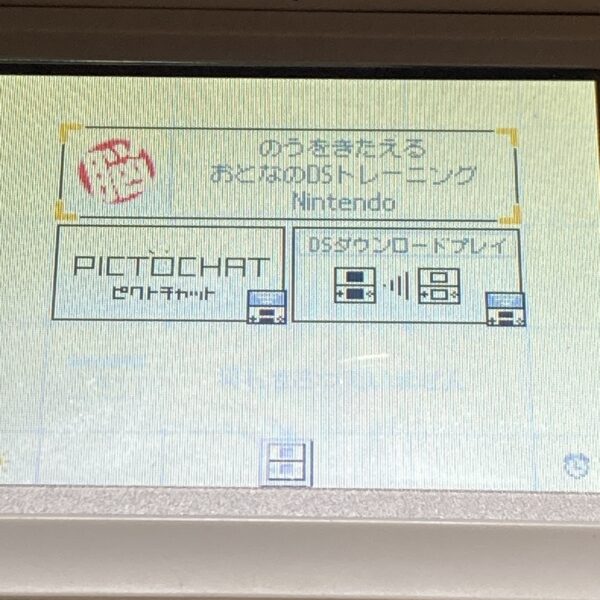 脳
のうをきたえる
おとなのDSトレーニング
Nintendo
PICTOCHAT
ピクトチャット
DSダウンロードプレイ